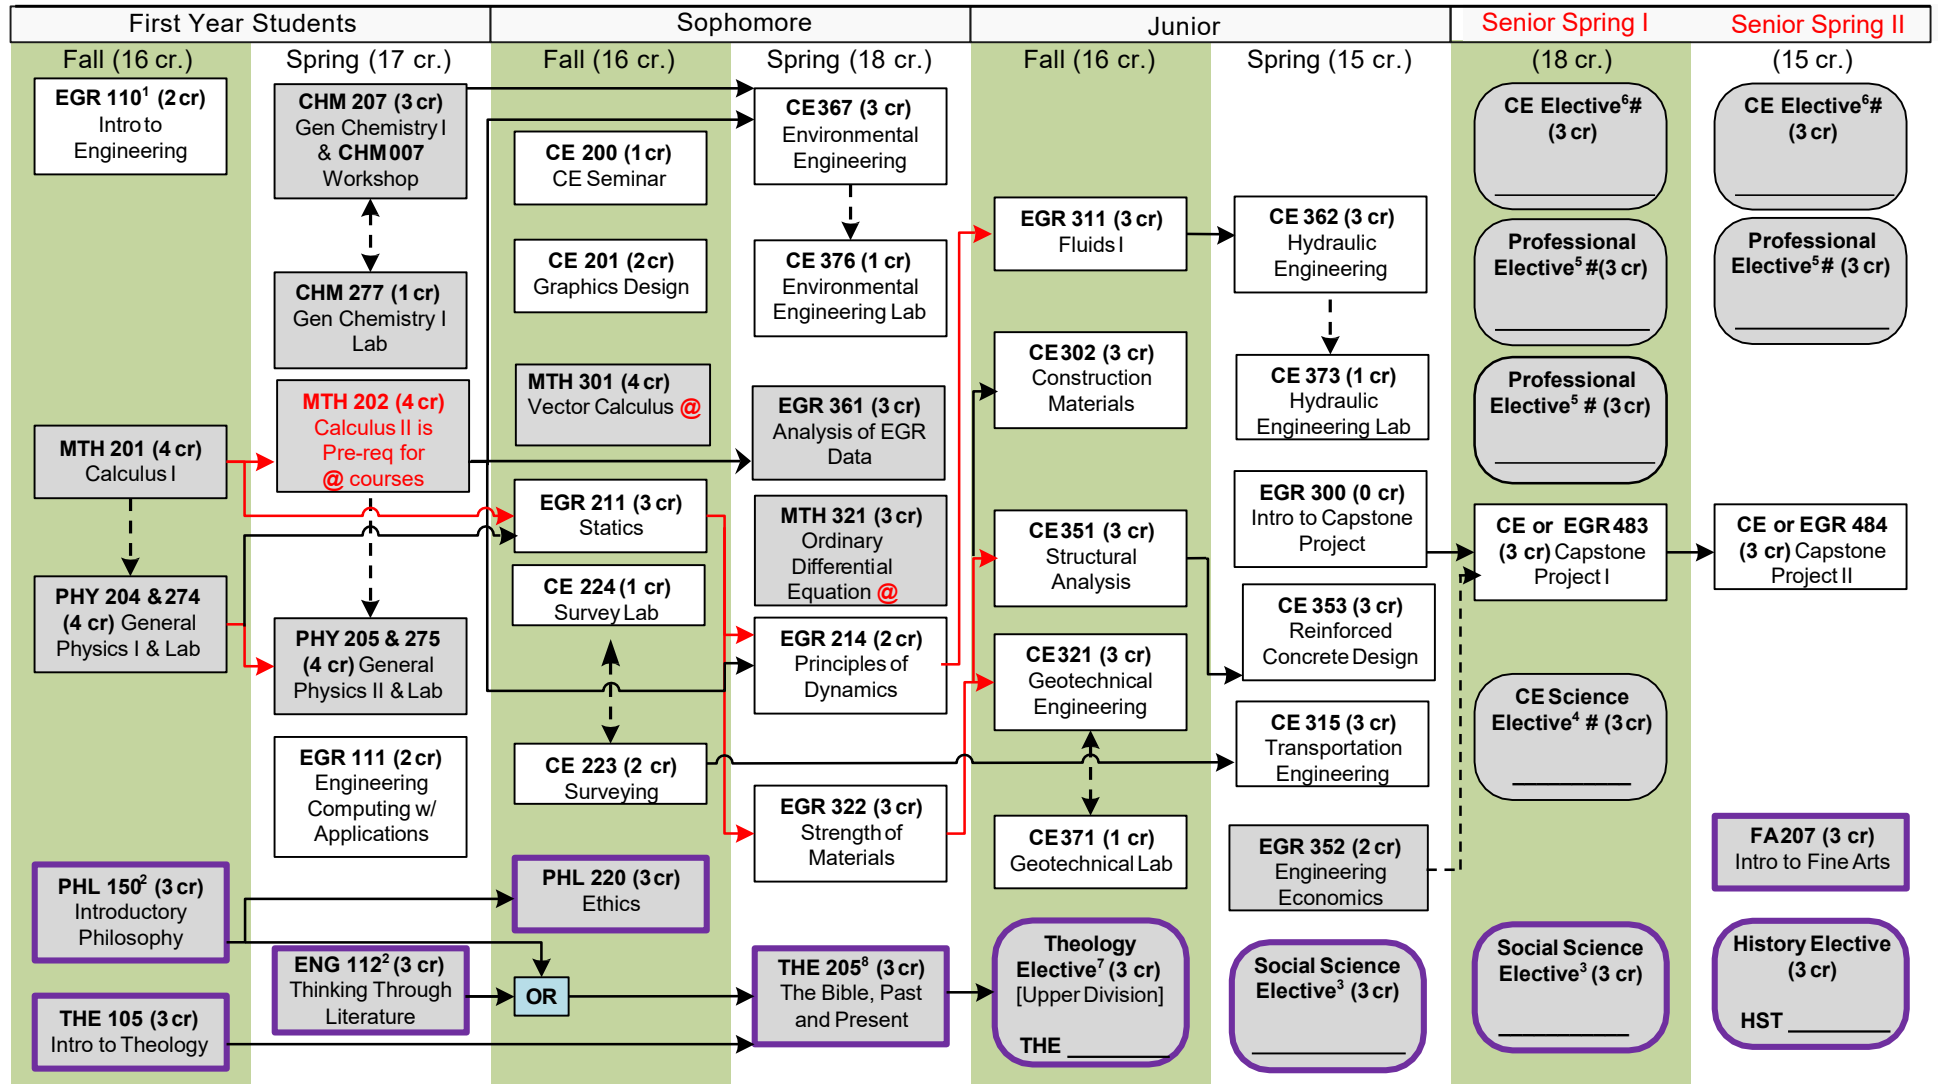 First Year Students
Sophomore
Junior
Senior Spring I
Senior Spring II
Fall (16 cr.)
Spring (17 cr.)
Fall (16 cr.)
Spring (18 cr.)
Fall (16 cr.)
Spring (15 cr.)
(18 cr.)
(15 cr.)
EGR 110¹ (2 cr)
Intro to
Engineering
MTH 201 (4 cr)
Calculus I
PHY 204 & 274
(4 cr) General
Physics I & Lab
PHL 150² (3 cr)
Introductory
Philosophy
THE 105 (3 cr)
Intro to Theology
CHM 207 (3 cr)
Gen Chemistry I
& CHM 007
Workshop
CHM 277 (1 cr)
Gen Chemistry I
Lab
MTH 202 (4 cr)
Calculus II is
Pre-req for
@ courses
PHY 205 & 275
(4 cr) General
Physics II & Lab
EGR 111 (2 cr)
Engineering
Computing w/
Applications
ENG 112² (3 cr)
Thinking Through
Literature
CE 200 (1 cr)
CE Seminar
CE 201 (2 cr)
Graphics Design
MTH 301 (4 cr)
Vector Calculus @
EGR 211 (3 cr)
Statics
CE 224 (1 cr)
Survey Lab
CE 223 (2 cr)
Surveying
PHL 220 (3 cr)
Ethics
OR
CE 367 (3 cr)
Environmental
Engineering
CE 376 (1 cr)
Environmental
Engineering Lab
EGR 361 (3 cr)
Analysis of EGR
Data
MTH 321 (3 cr)
Ordinary
Differential
Equation @
EGR 214 (2 cr)
Principles of
Dynamics
EGR 322 (3 cr)
Strength of
Materials
THE 205⁸ (3 cr)
The Bible, Past
and Present
EGR 311 (3 cr)
Fluids I
CE 302 (3 cr)
Construction
Materials
CE 351 (3 cr)
Structural
Analysis
CE 321 (3 cr)
Geotechnical
Engineering
CE 371 (1 cr)
Geotechnical Lab
Theology
Elective⁷ (3 cr)
[Upper Division]
THE _________
CE 362 (3 cr)
Hydraulic
Engineering
CE 373 (1 cr)
Hydraulic
Engineering Lab
EGR 300 (0 cr)
Intro to Capstone
Project
CE 353 (3 cr)
Reinforced
Concrete Design
CE 315 (3 cr)
Transportation
Engineering
EGR 352 (2 cr)
Engineering
Economics
Social Science
Elective³ (3 cr)
CE Elective⁶#
(3 cr)
Professional
Elective⁵ #(3 cr)
Professional
Elective⁵ # (3 cr)
CE or EGR 483
(3 cr) Capstone
Project I
CE Science
Elective⁴ # (3 cr)
Social Science
Elective³ (3 cr)
CE Elective⁶#
(3 cr)
Professional
Elective⁵ # (3 cr)
CE or EGR 484
(3 cr) Capstone
Project II
FA207 (3 cr)
Intro to Fine Arts
History Elective
(3 cr)
HST _________